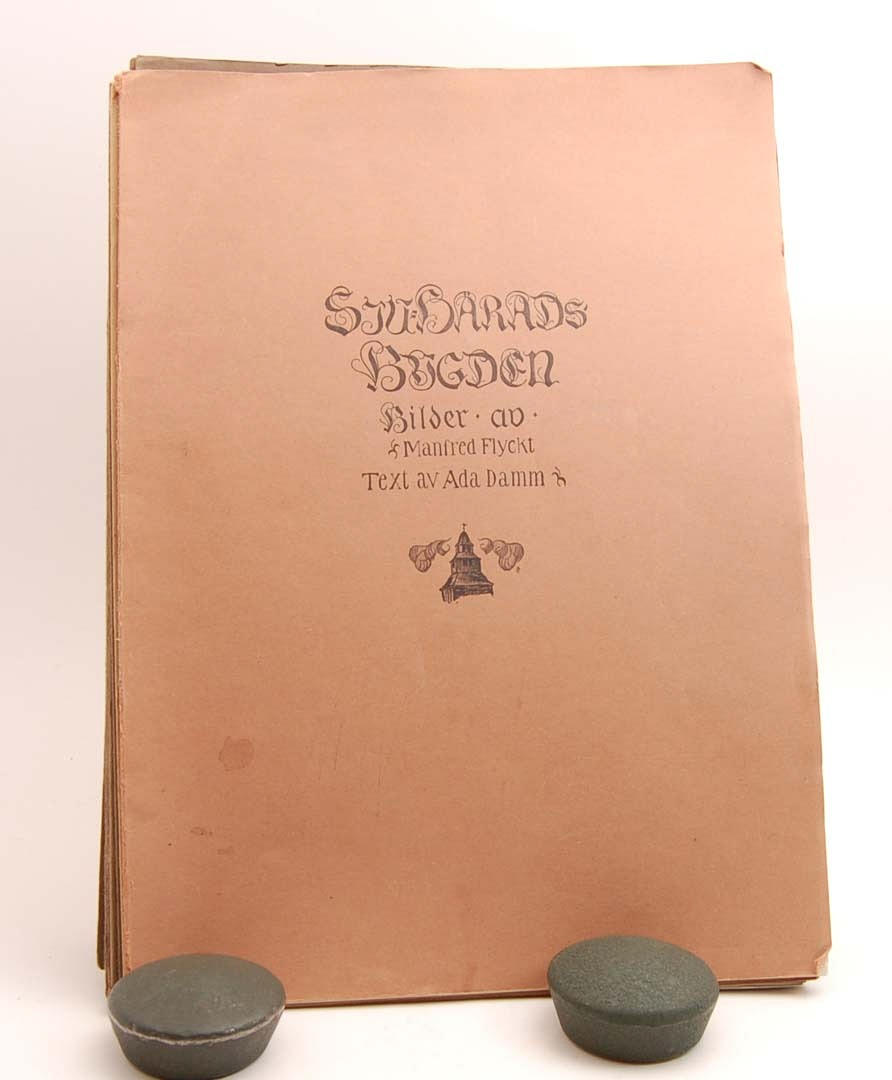 SJU-HÄRADS
BYGDEN
Bilder · av ·
Manfred Flyckt
Text av Ada Damm